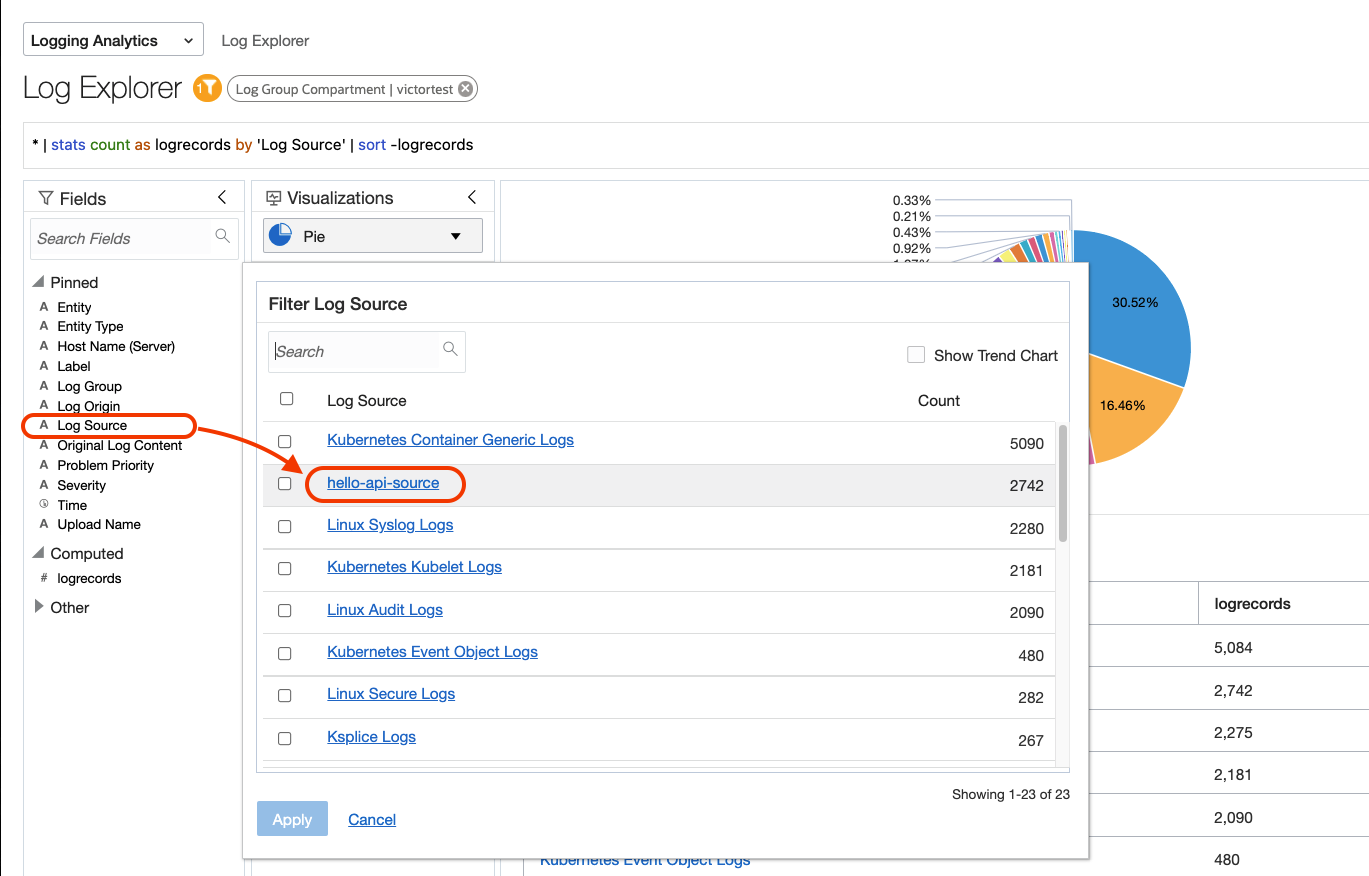 Logging Analytics
Log Explorer
Log Explorer
1
Log Group Compartment | victortest
* | stats count as logrecords by 'Log Source' | sort -logrecords
Fields
Search Fields
Pinned
A Entity
A Entity Type
A Host Name (Server)
A Label
A Log Group
A Log Origin
A Log Source
A Original Log Content
A Problem Priority
A Severity
Time
A Upload Name
Computed
# logrecords
Other
Visualizations
Pie
0.33%
0.21%
0.43%
0.92%
30.52%
16.46%
Filter Log Source
Search
Show Trend Chart
Log Source Count
Kubernetes Container Generic Logs 5090
hello-api-source 2742
Linux Syslog Logs 2280
Kubernetes Kubelet Logs 2181
Linux Audit Logs 2090
Kubernetes Event Object Logs 480
Linux Secure Logs 282
Ksplice Logs 267
Showing 1-23 of 23
Apply Cancel
logrecords
5,084
2,742
2,275
2,181
2,090
Kubernetes Event Object Logs 480